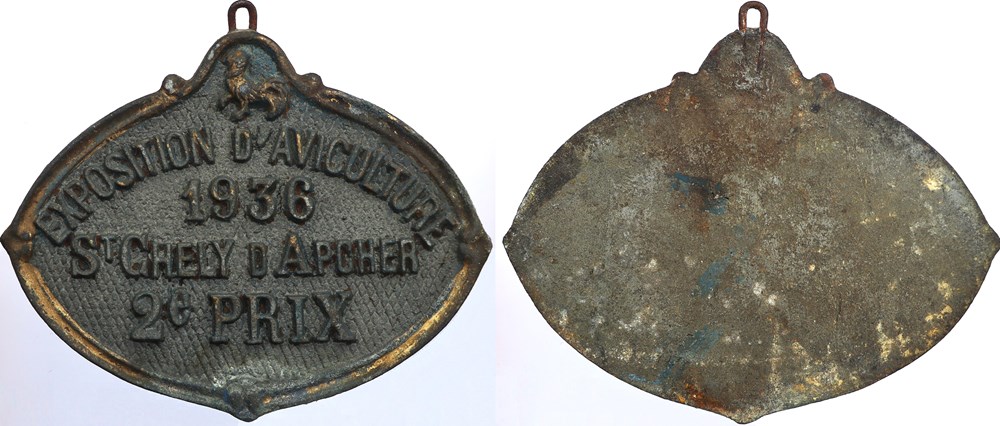 EXPOSITION D'AVICULTURE
1936
ST CHELY D APCHER
2e PRIX